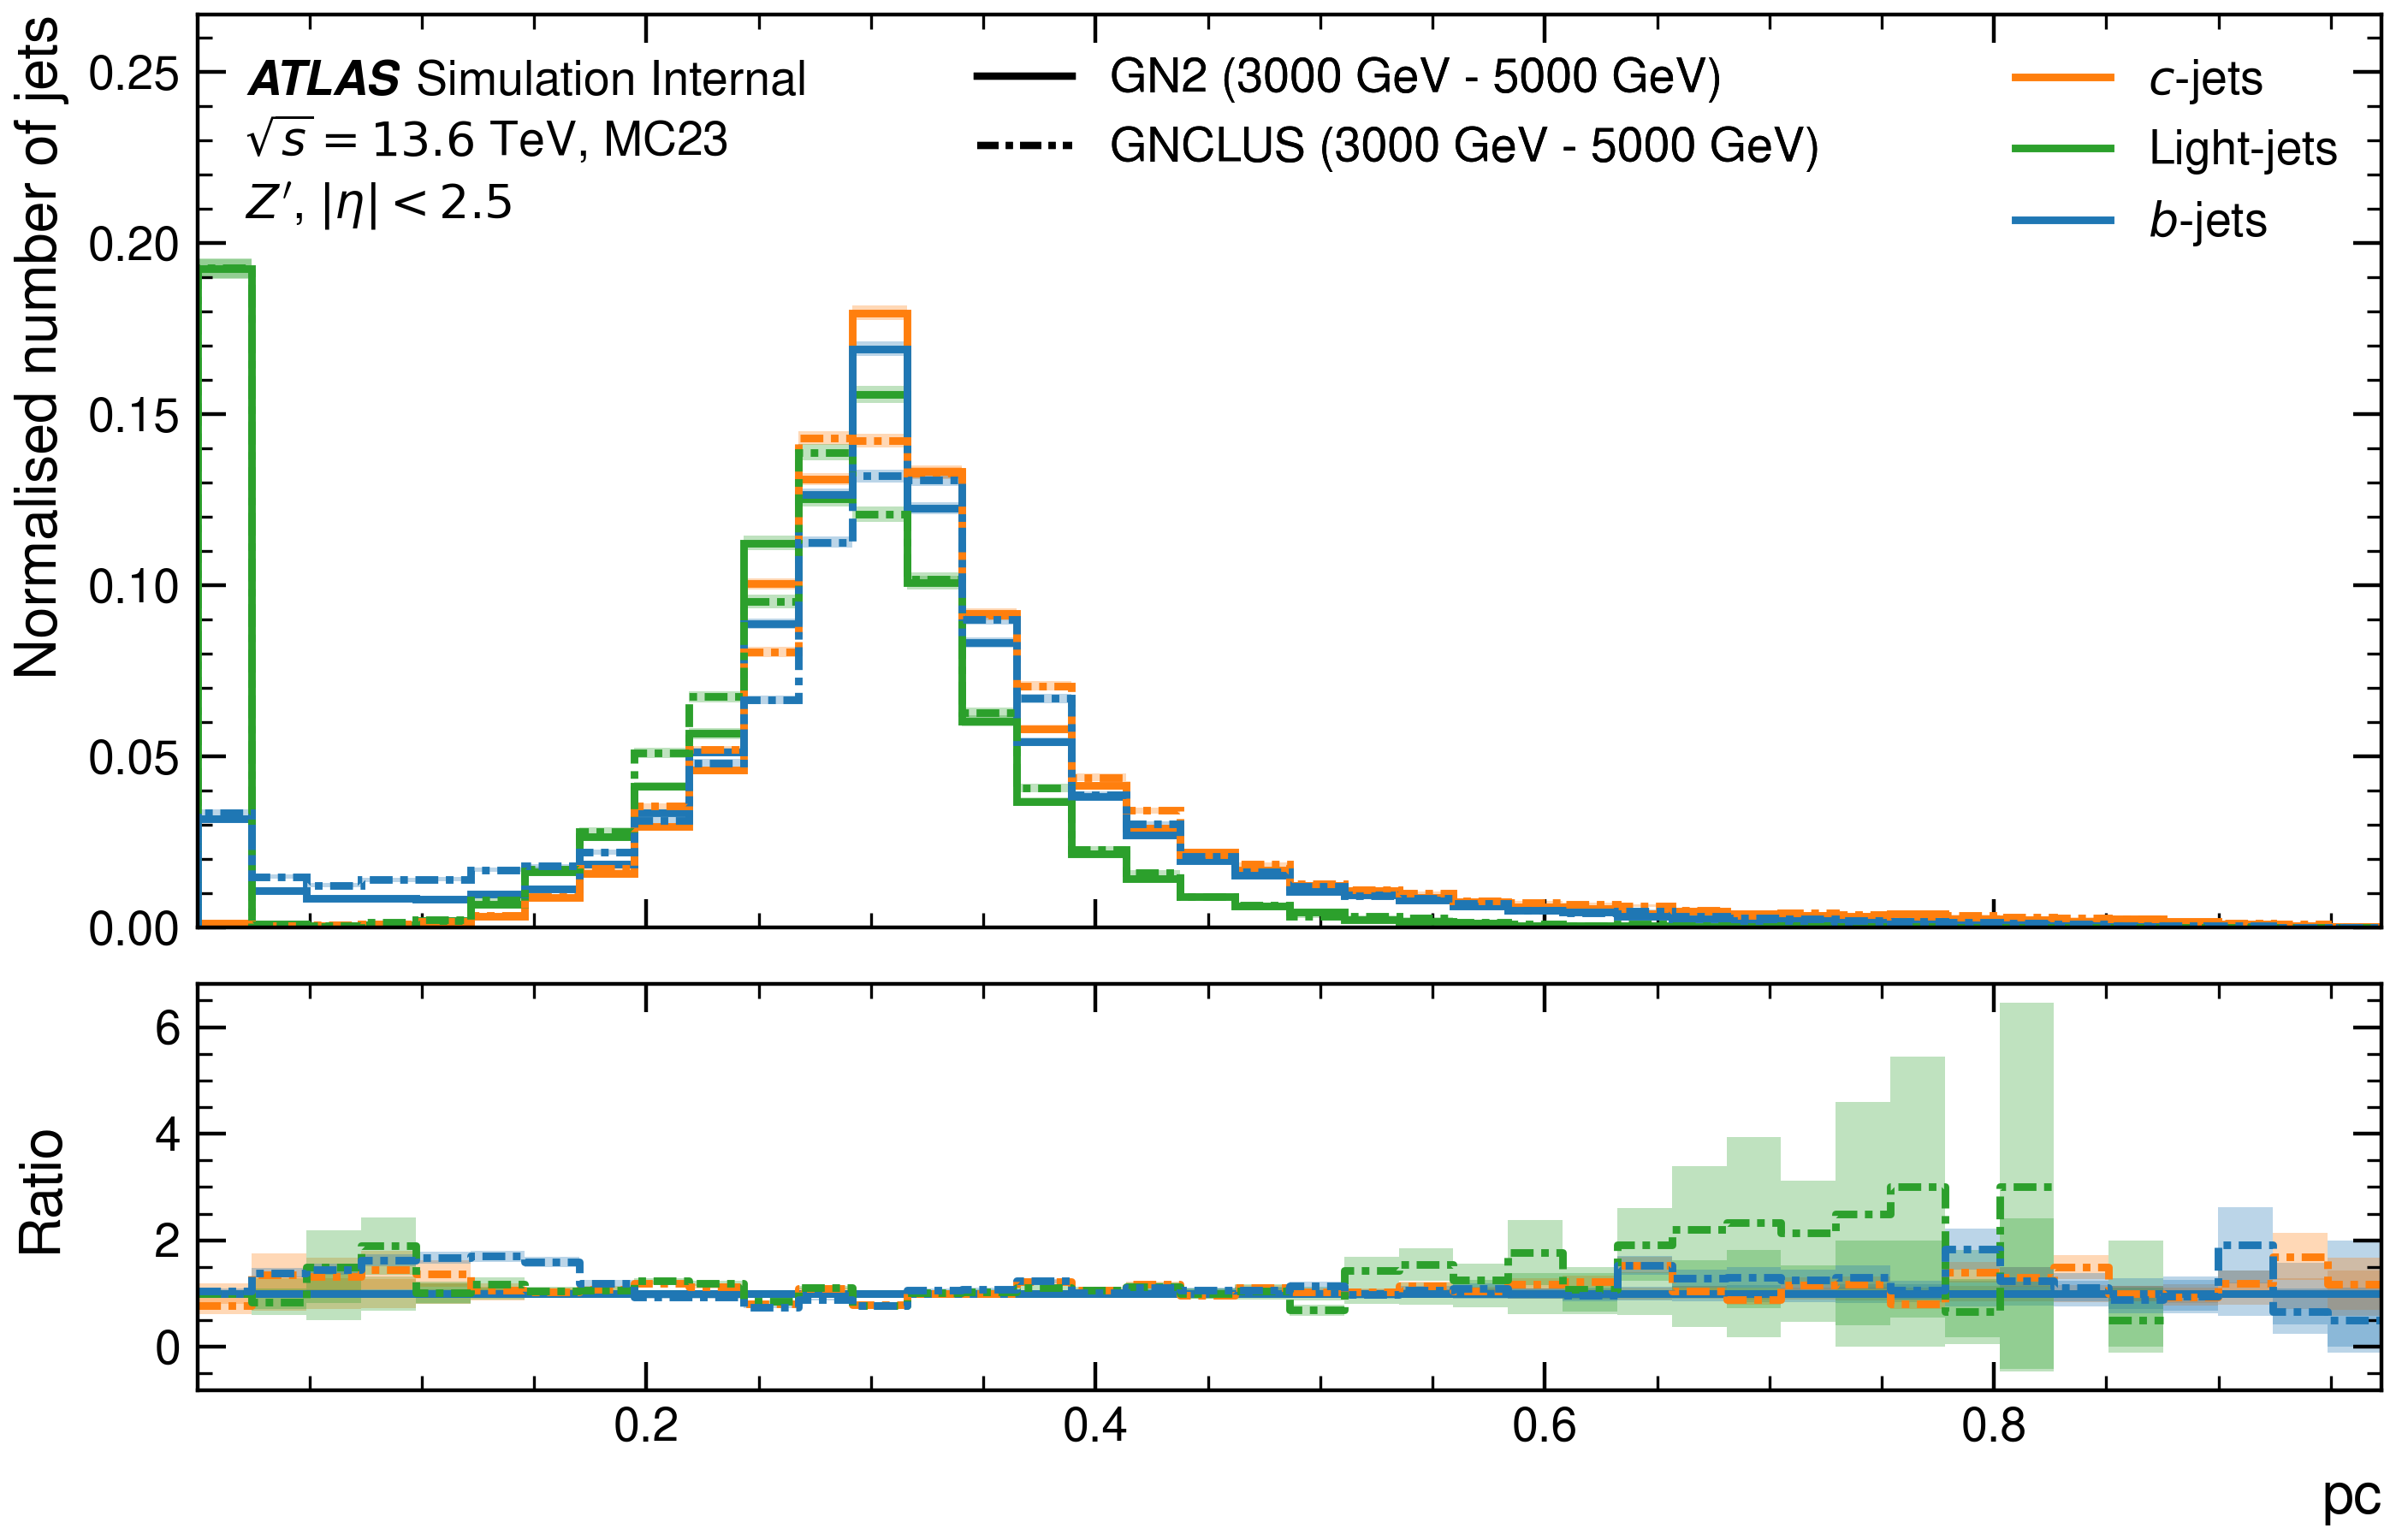 Normalised number of jets
0.25
0.20
0.15
0.10
0.05
0.00
ATLAS Simulation Internal
√s = 13.6 TeV, MC23
Z′, |η| < 2.5
GN2 (3000 GeV - 5000 GeV)
GNCLUS (3000 GeV - 5000 GeV)
c-jets
Light-jets
b-jets
Ratio
6
4
2
0
0.2 0.4 0.6 0.8
pc